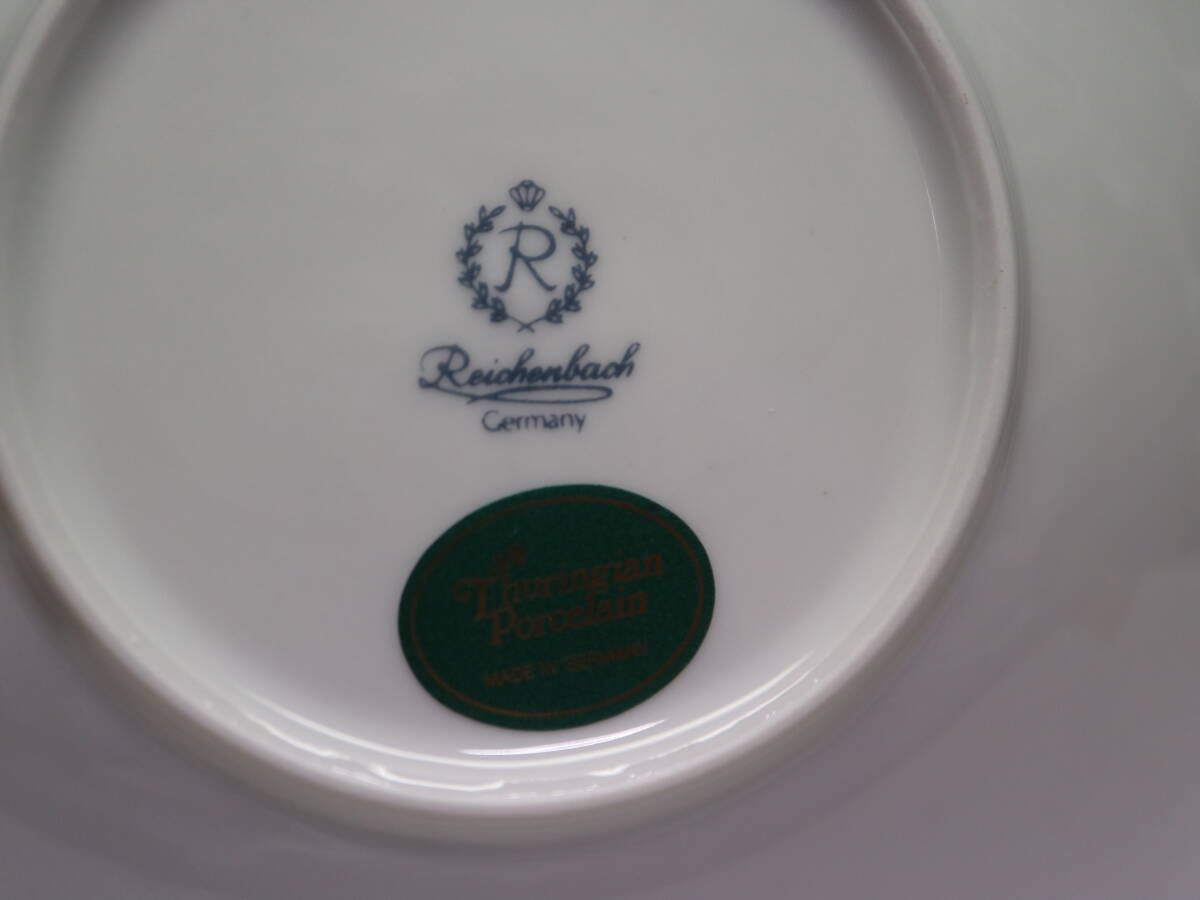 R
Reichenbach
Germany
Thuringian
Porcelain
MADE IN GERMANY